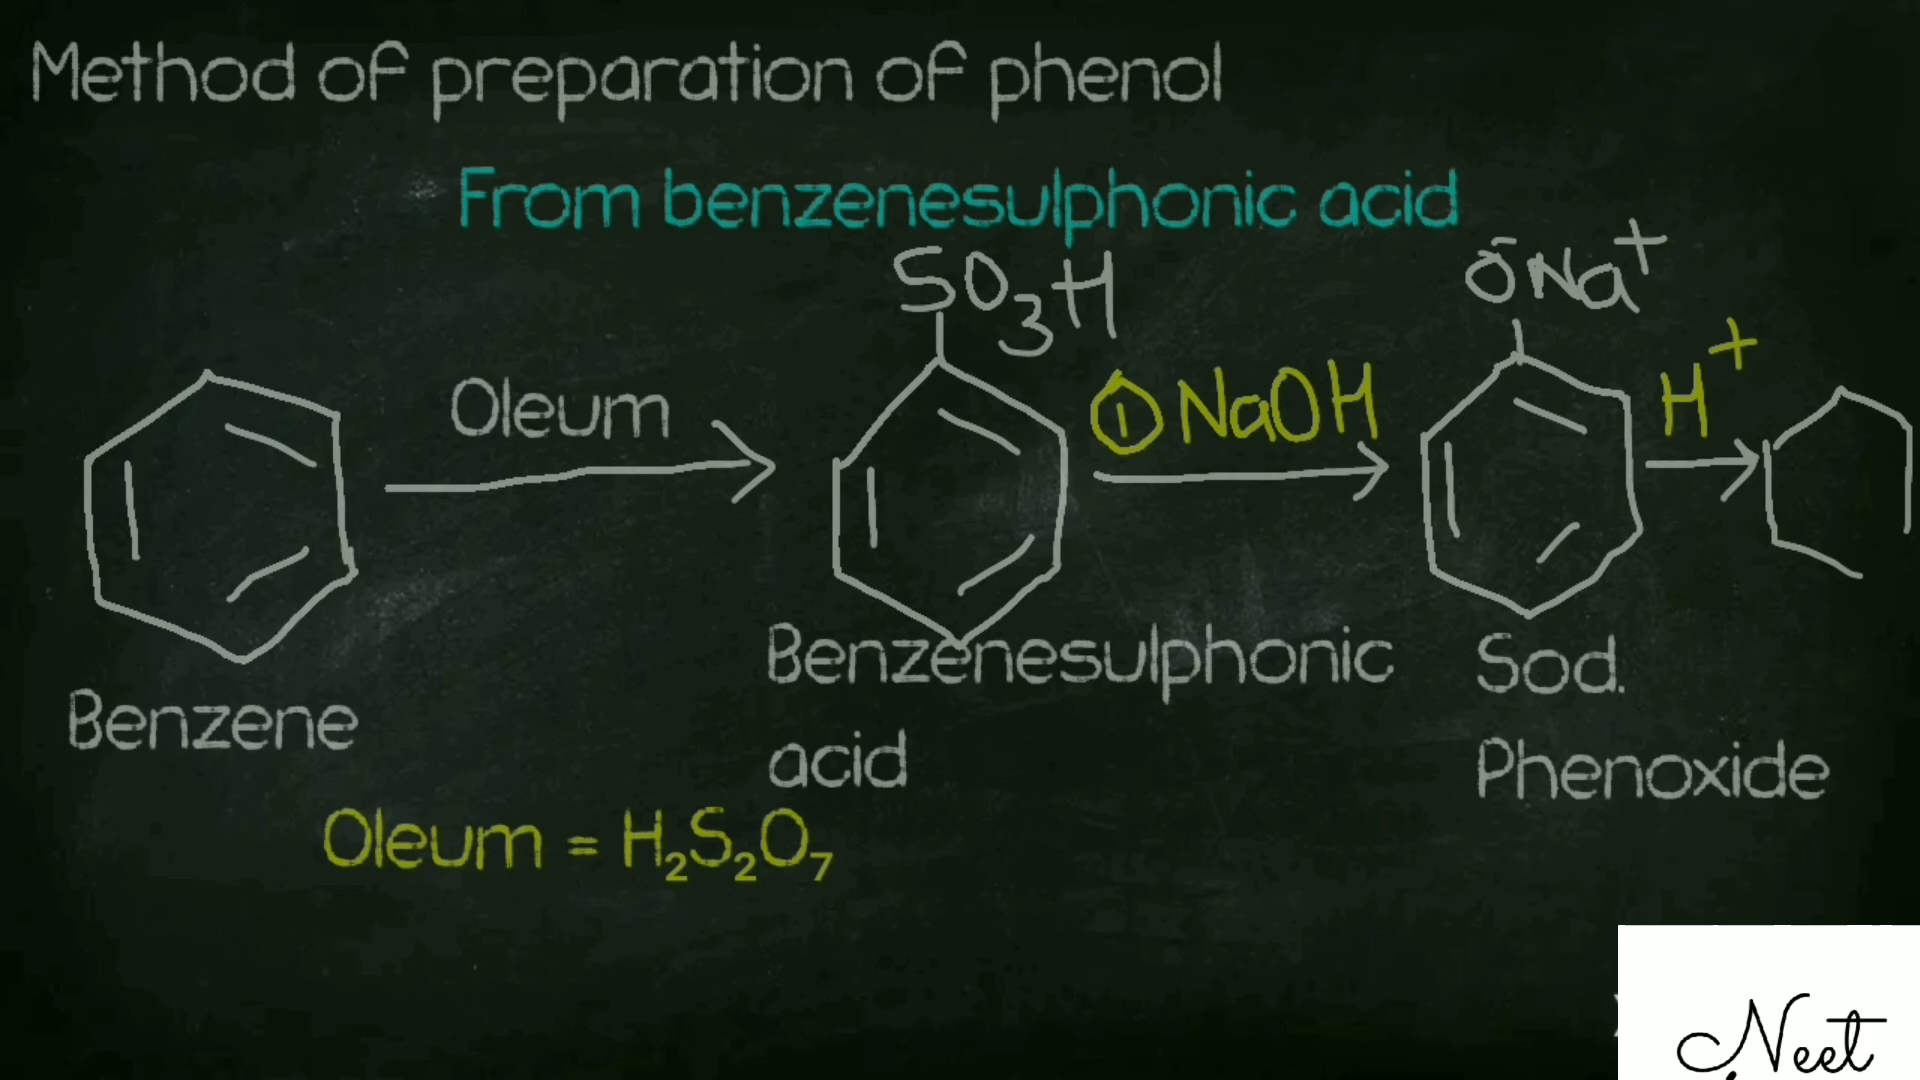 Method of preparation of phenol
From benzenesulphonic acid
SO₃H
ŌNa⁺
Oleum
① NaOH
H⁺
Benzene
Benzenesulphonic
acid
Sod.
Phenoxide
Oleum = H₂S₂O₇
Neet